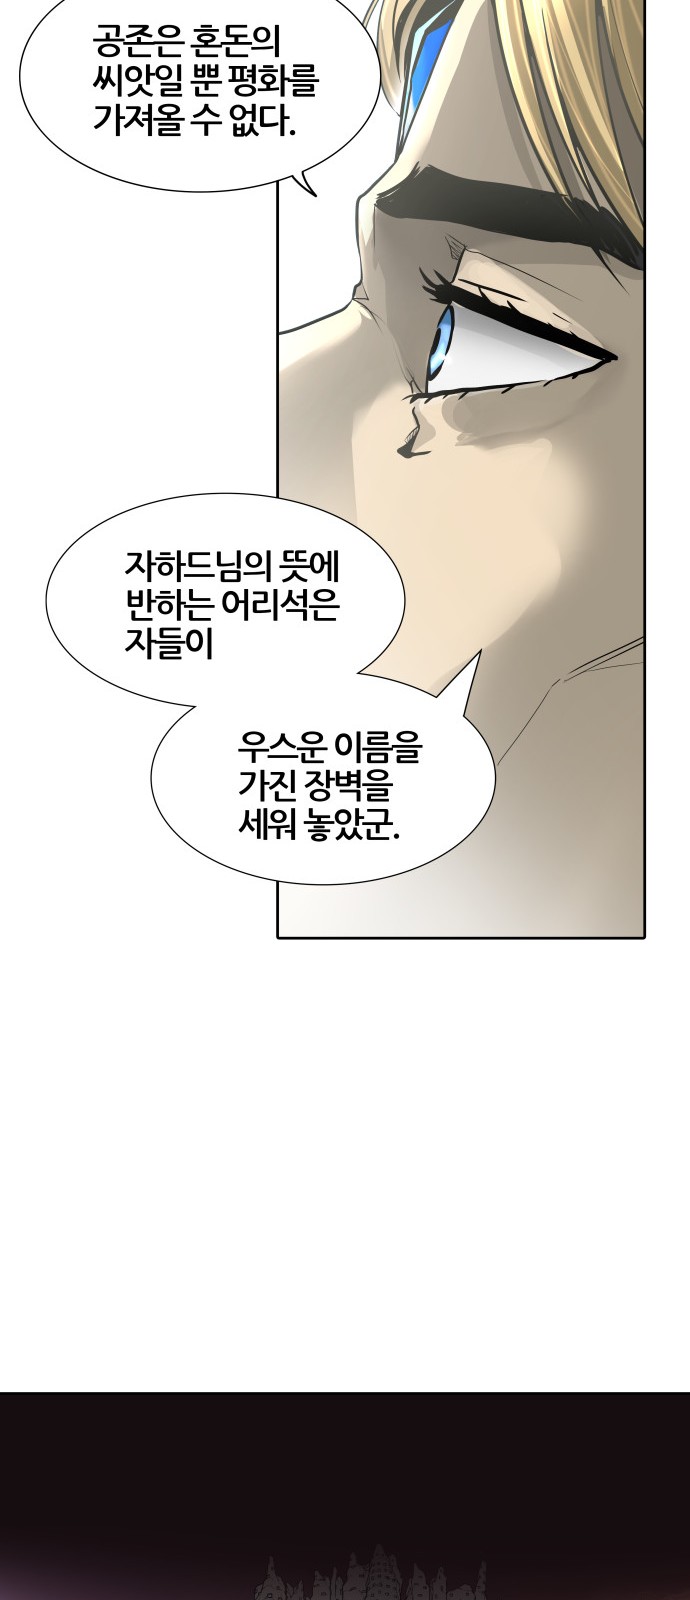 공존은 혼돈의
씨앗일 뿐 평화를
가져올 수 없다.
자하드님의 뜻에
반하는 어리석은
자들이
우스운 이름을
가진 장벽을
세워 놓았군.